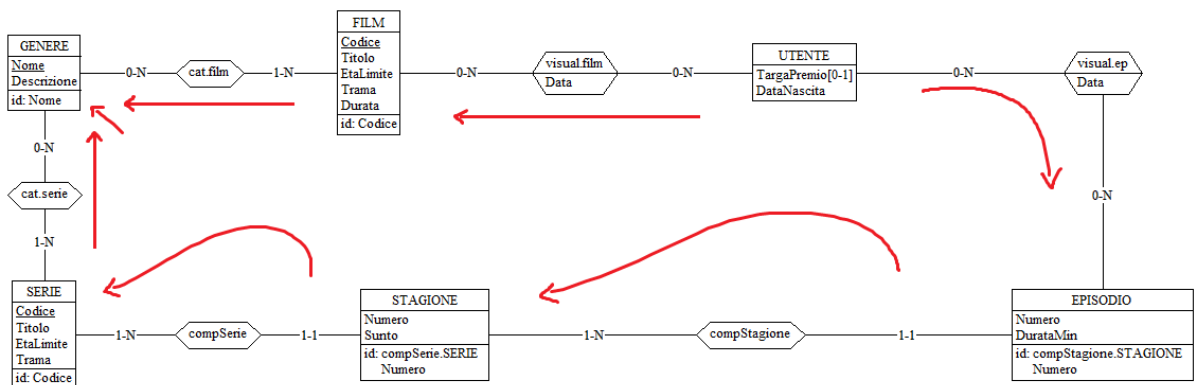 GENERE
Nome
Descrizione
id: Nome
0-N
cat.film
1-N
FILM
Codice
Titolo
EtaLimite
Trama
Durata
id: Codice
0-N
visual.film
Data
0-N
UTENTE
TargaPremio[0-1]
DataNascita
0-N
visual.ep
Data
0-N
0-N
cat.serie
1-N
SERIE
Codice
Titolo
EtaLimite
Trama
id: Codice
1-N
compSerie
1-1
STAGIONE
Numero
Sunto
id: compSerie.SERIE
Numero
1-N
compStagione
1-1
EPISODIO
Numero
DurataMin
id: compStagione.STAGIONE
Numero